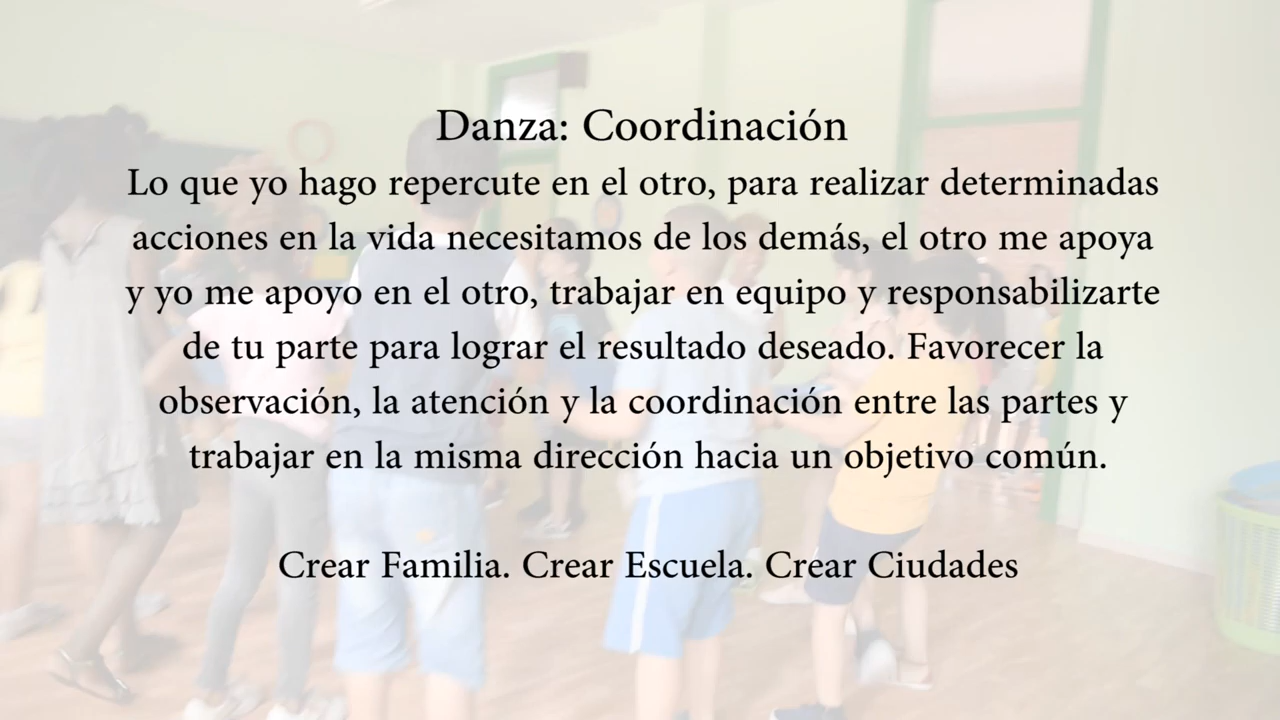 Danza: Coordinación
Lo que yo hago repercute en el otro, para realizar determinadas
acciones en la vida necesitamos de los demás, el otro me apoya
y yo me apoyo en el otro, trabajar en equipo y responsabilizarte
de tu parte para lograr el resultado deseado. Favorecer la
observación, la atención y la coordinación entre las partes y
trabajar en la misma dirección hacia un objetivo común.
Crear Familia. Crear Escuela. Crear Ciudades